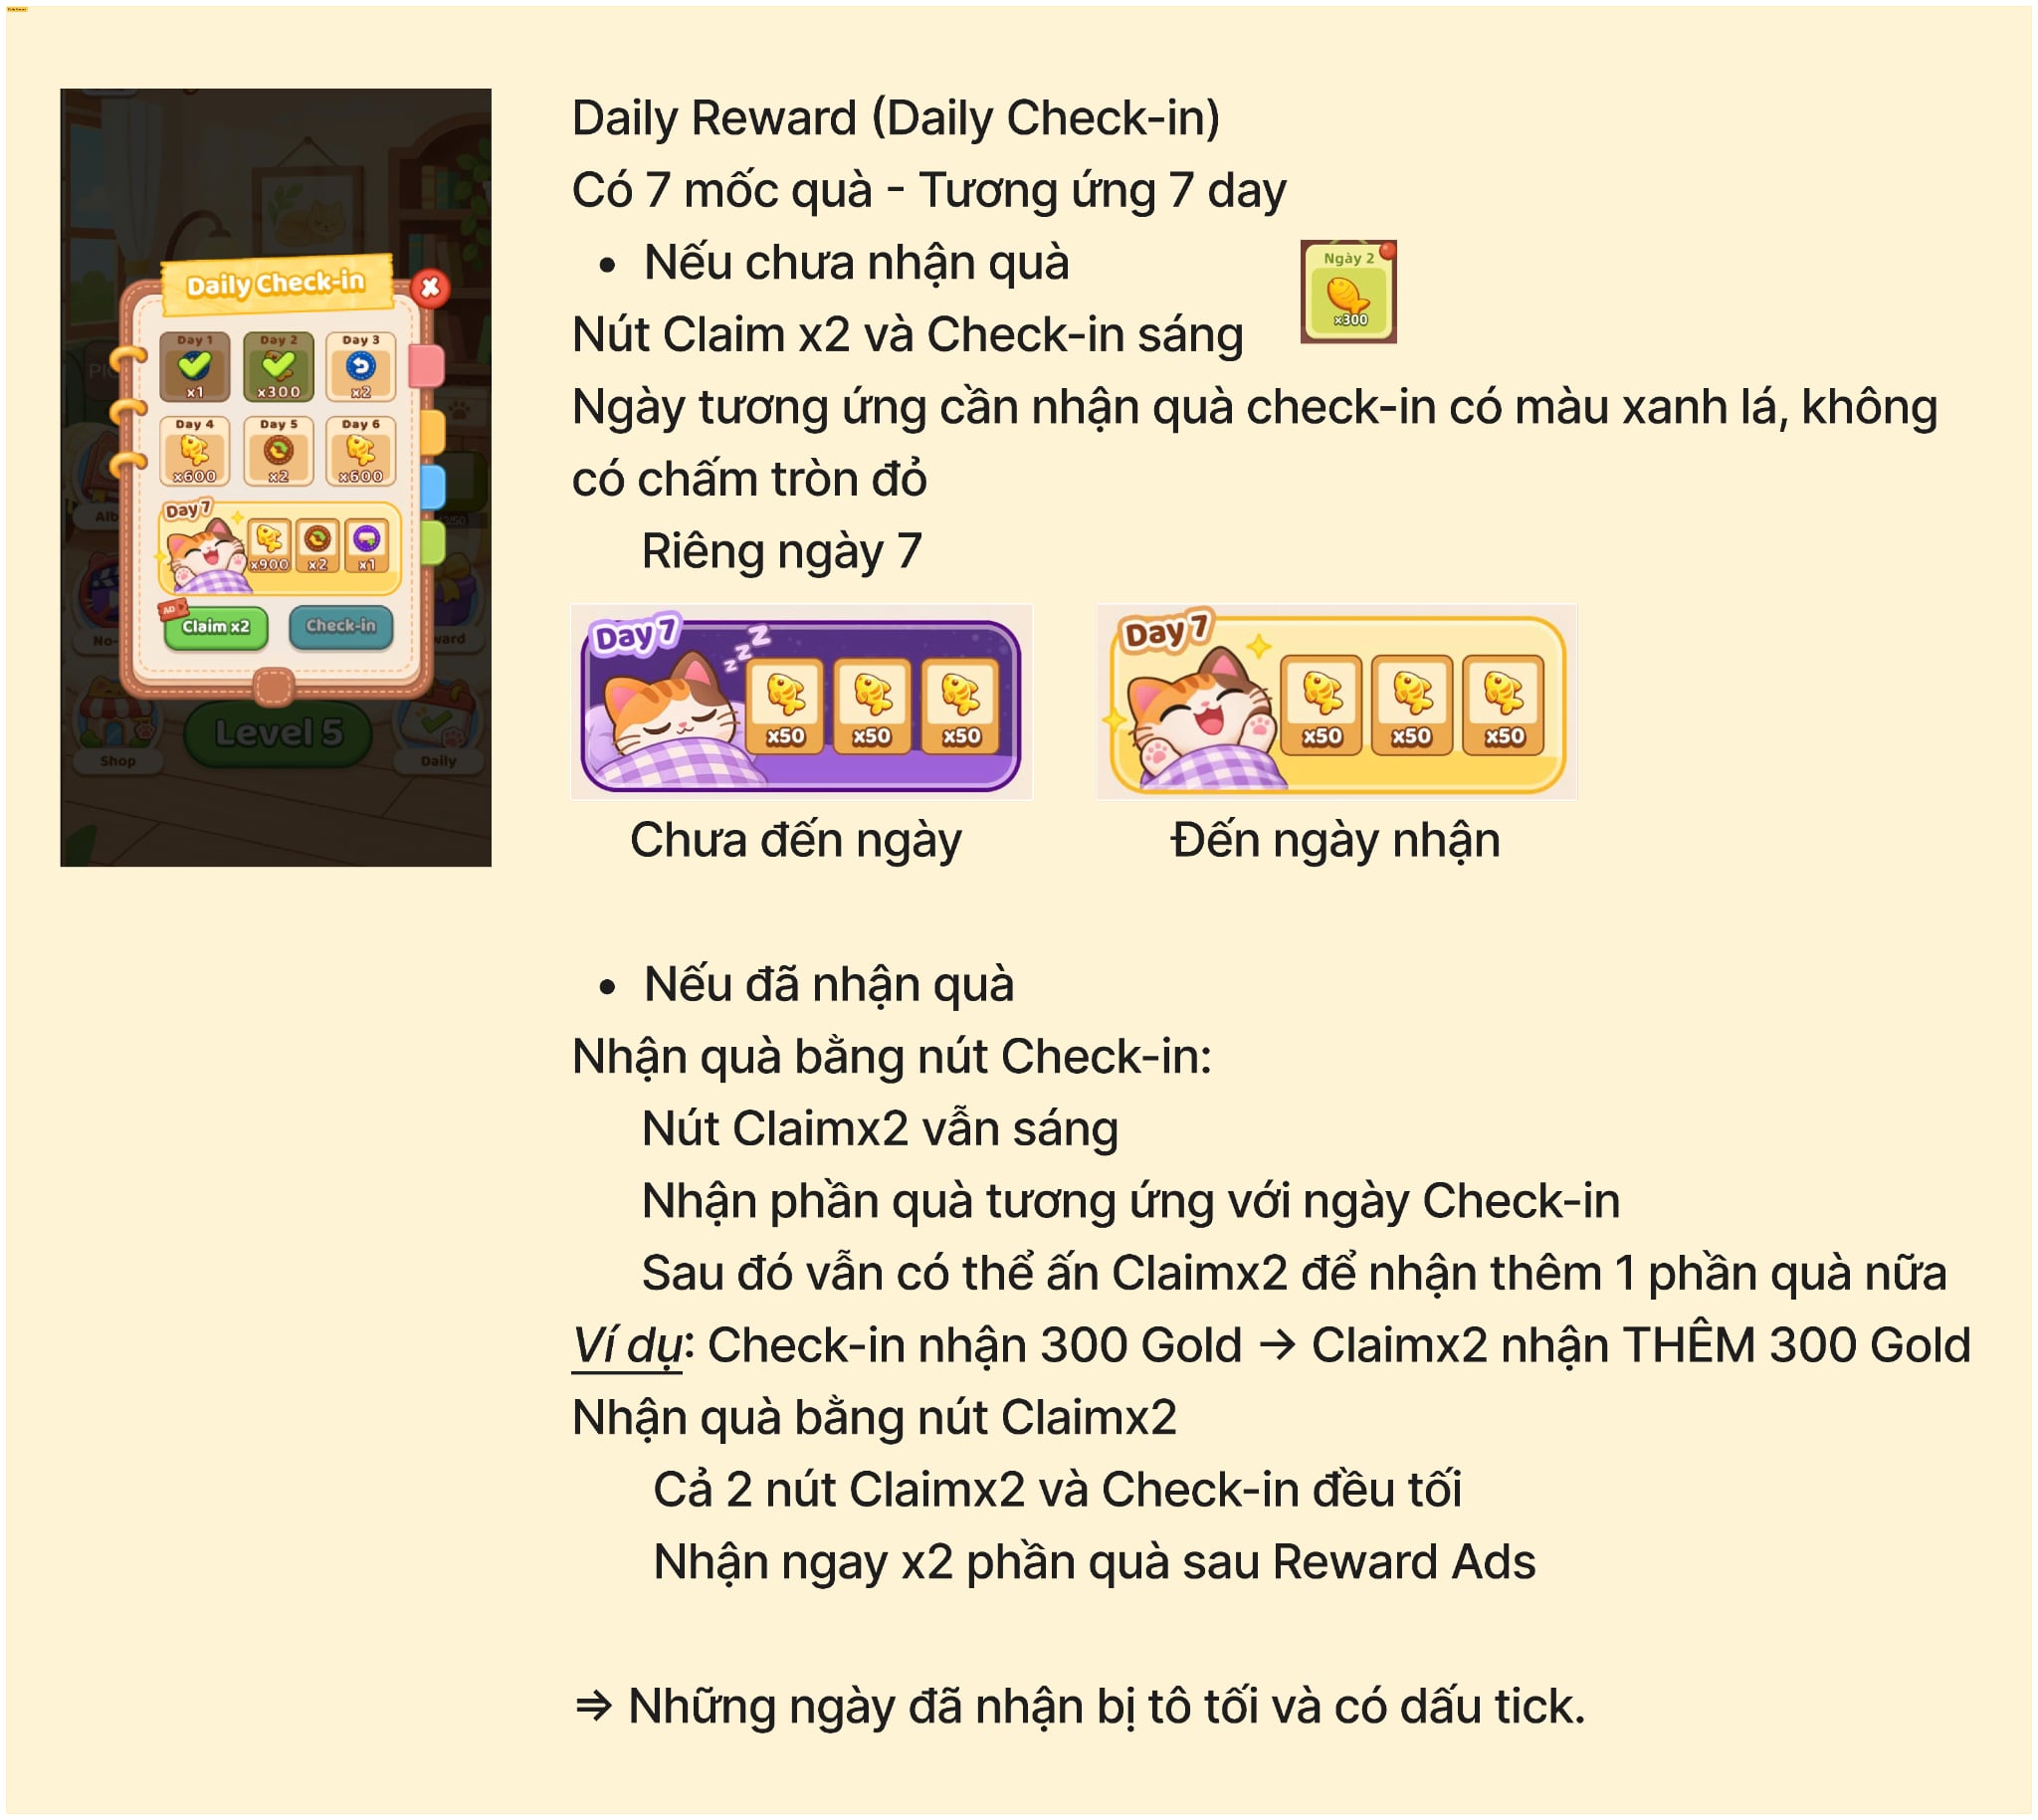 Daily Check-in
Day 1
Day 2
Day 3
x1
x300
x2
Day 4
Day 5
Day 6
x600
x2
x600
Day 7
x900
x2
x1
AD
Claim x2
Check-in
Level 5
Shop
Daily
Daily Reward (Daily Check-in)
Có 7 mốc quà - Tương ứng 7 day
• Nếu chưa nhận quà
Ngày 2
x300
Nút Claim x2 và Check-in sáng
Ngày tương ứng cần nhận quà check-in có màu xanh lá, không
có chấm tròn đỏ
Riêng ngày 7
Day 7
z z z
x50
x50
x50
Day 7
x50
x50
x50
Chưa đến ngày
Đến ngày nhận
• Nếu đã nhận quà
Nhận quà bằng nút Check-in:
Nút Claimx2 vẫn sáng
Nhận phần quà tương ứng với ngày Check-in
Sau đó vẫn có thể ấn Claimx2 để nhận thêm 1 phần quà nữa
Ví dụ: Check-in nhận 300 Gold → Claimx2 nhận THÊM 300 Gold
Nhận quà bằng nút Claimx2
Cả 2 nút Claimx2 và Check-in đều tối
Nhận ngay x2 phần quà sau Reward Ads
⇒ Những ngày đã nhận bị tô tối và có dấu tick.